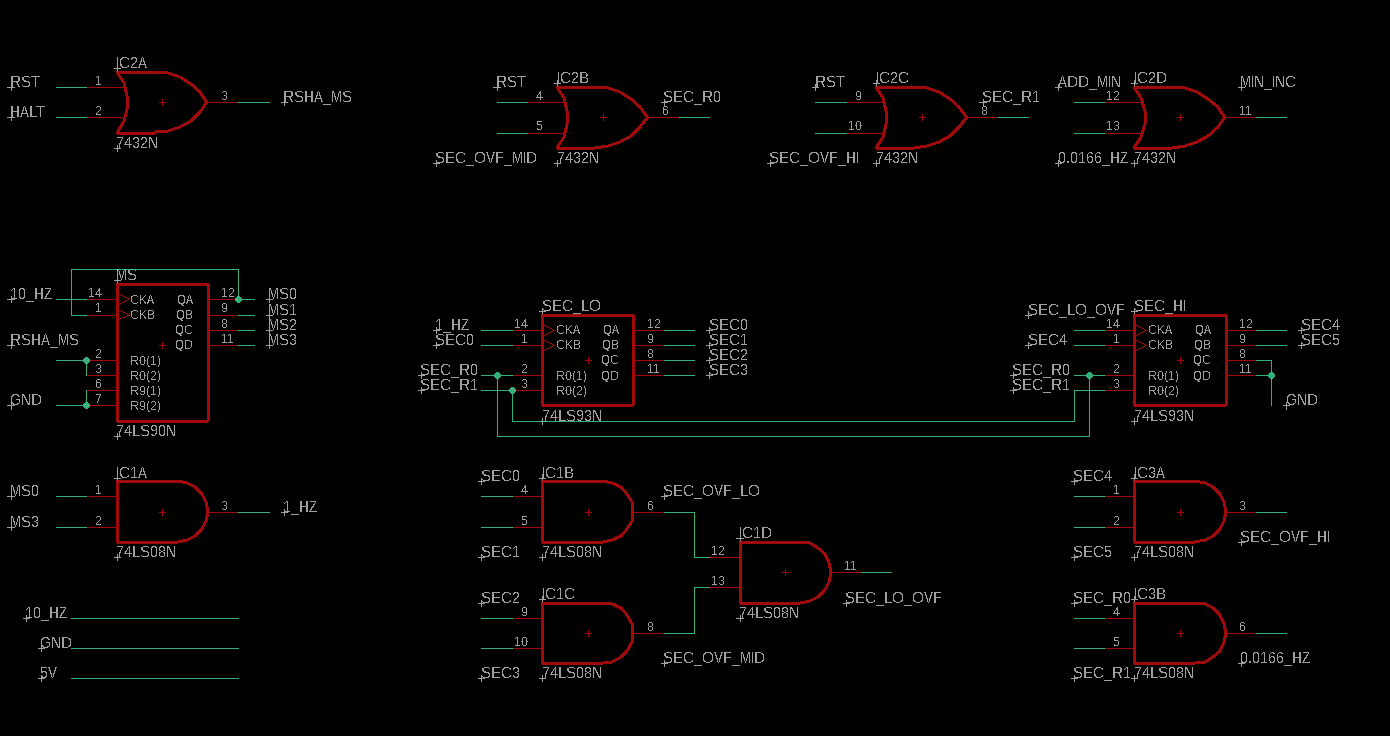 IC2A
RST 1
3 RSHA_MS
HALT 2
7432N
IC2B
RST 4
SEC_R0
6
5
SEC_OVF_MID 7432N
IC2C
RST 9
SEC_R1
8
10
SEC_OVF_HI 7432N
IC2D
ADD_MIN 12
MIN_INC
11
13
0.0166_HZ 7432N
MS
10_HZ 14 CKA QA 12 MS0
1 CKB QB 9 MS1
QC 8 MS2
RSHA_MS QD 11 MS3
2 R0(1)
3 R0(2)
6 R9(1)
GND 7 R9(2)
74LS90N
SEC_LO
1_HZ 14 CKA QA 12 SEC0
SEC0 1 CKB QB 9 SEC1
QC 8 SEC2
SEC_R0 2 R0(1) QD 11 SEC3
SEC_R1 3 R0(2)
74LS93N
SEC_LO_OVF SEC_HI
14 CKA QA 12 SEC4
SEC4 1 CKB QB 9 SEC5
QC 8
SEC_R0 2 R0(1) QD 11
SEC_R1 3 R0(2) GND
74LS93N
IC1A
MS0 1
3 1_HZ
MS3 2
74LS08N
10_HZ
GND
5V
SEC0 IC1B
4
6 SEC_OVF_LO
5
SEC1 74LS08N
SEC2 IC1C
9
8
10
SEC_OVF_MID
SEC3 74LS08N
IC1D
12
11
13
SEC_LO_OVF
74LS08N
SEC4 IC3A
1
3
2
SEC_OVF_HI
SEC5 74LS08N
SEC_R0 IC3B
4
6
5
0.0166_HZ
SEC_R1 74LS08N